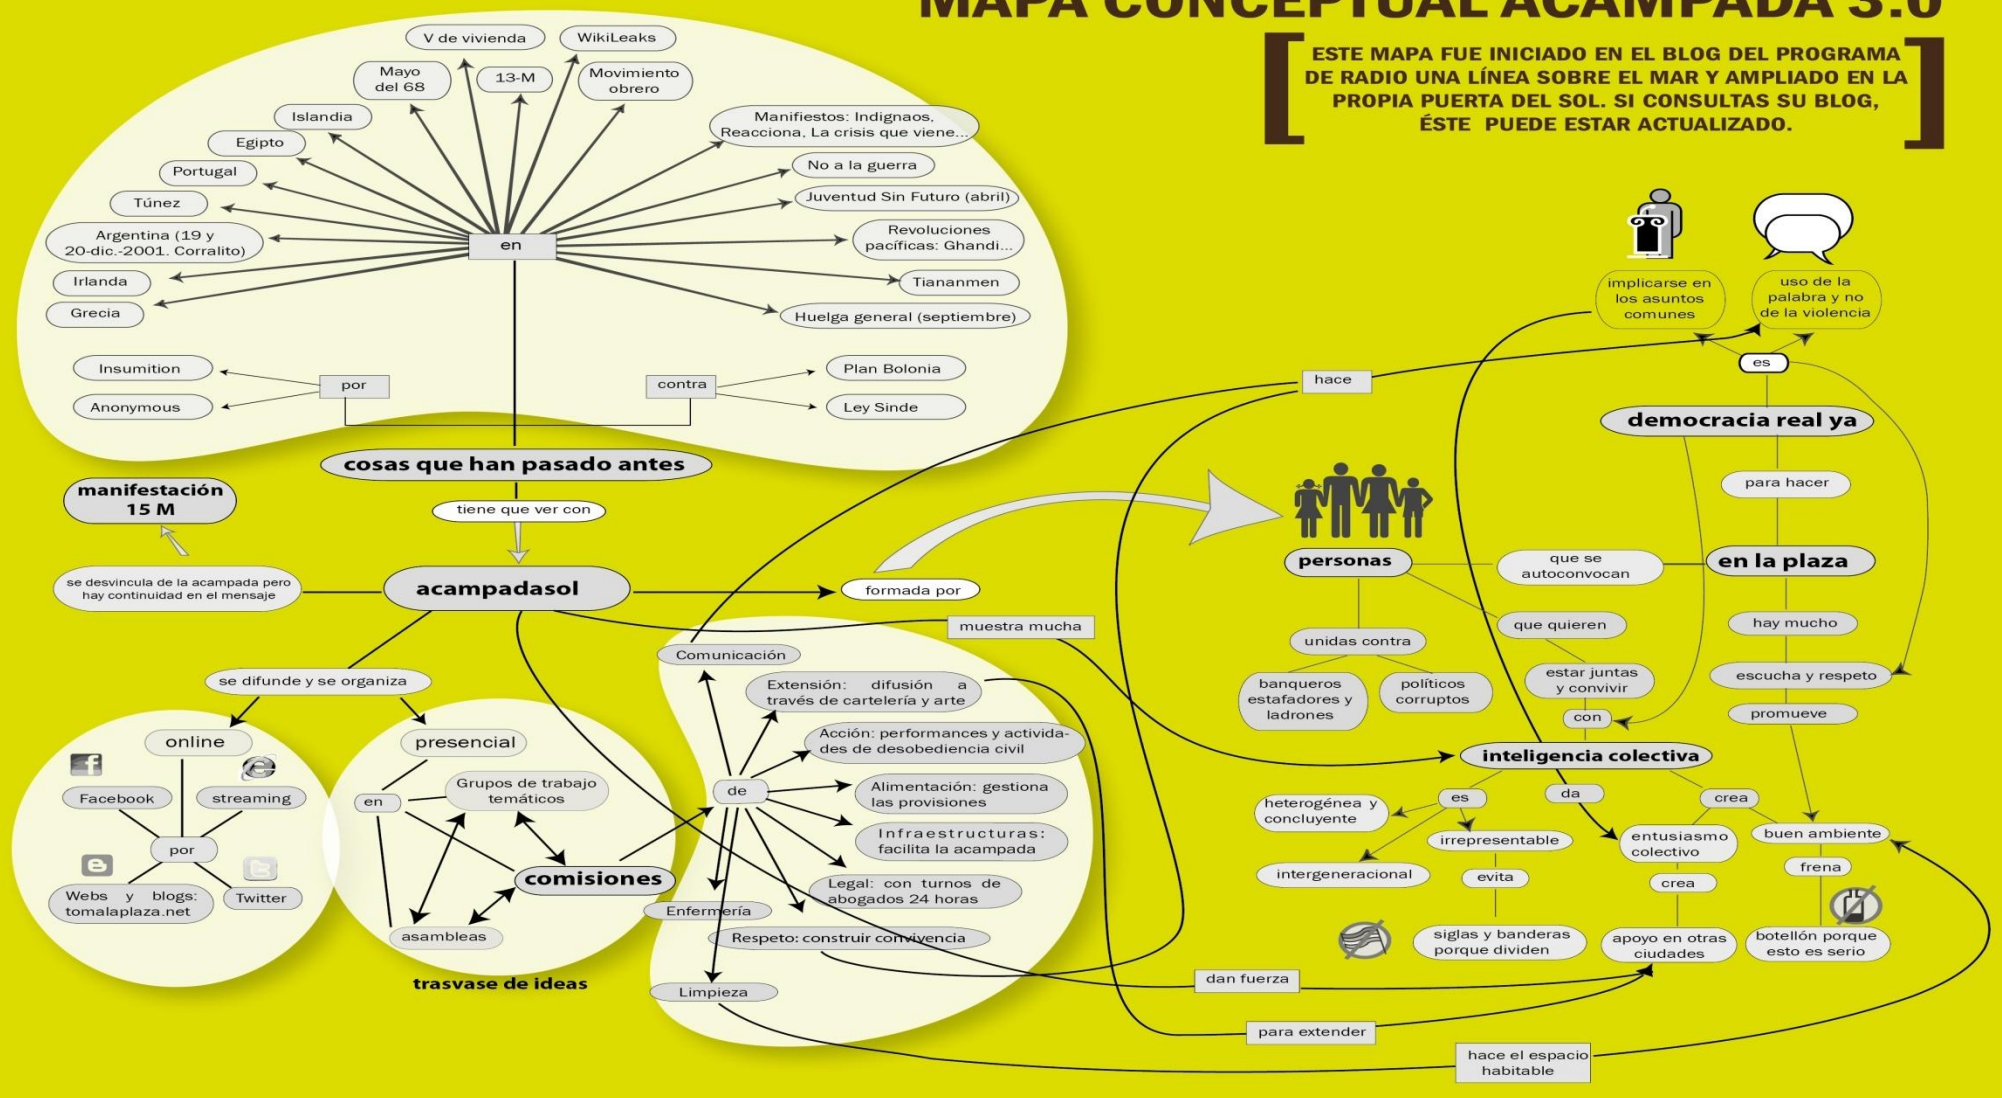 MAPA CONCEPTUAL ACAMPADA 3.0
ESTE MAPA FUE INICIADO EN EL BLOG DEL PROGRAMA
DE RADIO UNA LÍNEA SOBRE EL MAR Y AMPLIADO EN LA
PROPIA PUERTA DEL SOL. SI CONSULTAS SU BLOG,
ÉSTE PUEDE ESTAR ACTUALIZADO.
V de vivienda
WikiLeaks
Mayo
del 68
13-M
Movimiento
obrero
Islandia
Manifiestos: Indignaos,
Reacciona, La crisis que viene...
Egipto
No a la guerra
Portugal
Juventud Sin Futuro (abril)
Túnez
Argentina (19 y
20-dic.-2001. Corralito)
en
Revoluciones
pacíficas: Ghandi...
Irlanda
Tiananmen
Grecia
Huelga general (septiembre)
Insumition
por
contra
Plan Bolonia
Anonymous
Ley Sinde
cosas que han pasado antes
manifestación
15 M
tiene que ver con
se desvincula de la acampada pero
hay continuidad en el mensaje
acampadasol
formada por
muestra mucha
se difunde y se organiza
online
Facebook
streaming
por
Webs y blogs:
tomalaplaza.net
Twitter
presencial
en
Grupos de trabajo
temáticos
comisiones
asambleas
trasvase de ideas
Comunicación
Extensión: difusión a
través de cartelería y arte
Acción: performances y activida-
des de desobediencia civil
de
Alimentación: gestiona
las provisiones
Infraestructuras:
facilita la acampada
Legal: con turnos de
abogados 24 horas
Enfermería
Respeto: construir convivencia
Limpieza
implicarse en
los asuntos
comunes
uso de la
palabra y no
de la violencia
es
hace
democracia real ya
para hacer
personas
que se
autoconvocan
en la plaza
unidas contra
que quieren
hay mucho
banqueros
estafadores y
ladrones
políticos
corruptos
estar juntas
y convivir
escucha y respeto
con
promueve
inteligencia colectiva
es
da
crea
heterogénea y
concluyente
irrepresentable
entusiasmo
colectivo
buen ambiente
intergeneracional
evita
crea
frena
siglas y banderas
porque dividen
apoyo en otras
ciudades
botellón porque
esto es serio
dan fuerza
para extender
hace el espacio
habitable